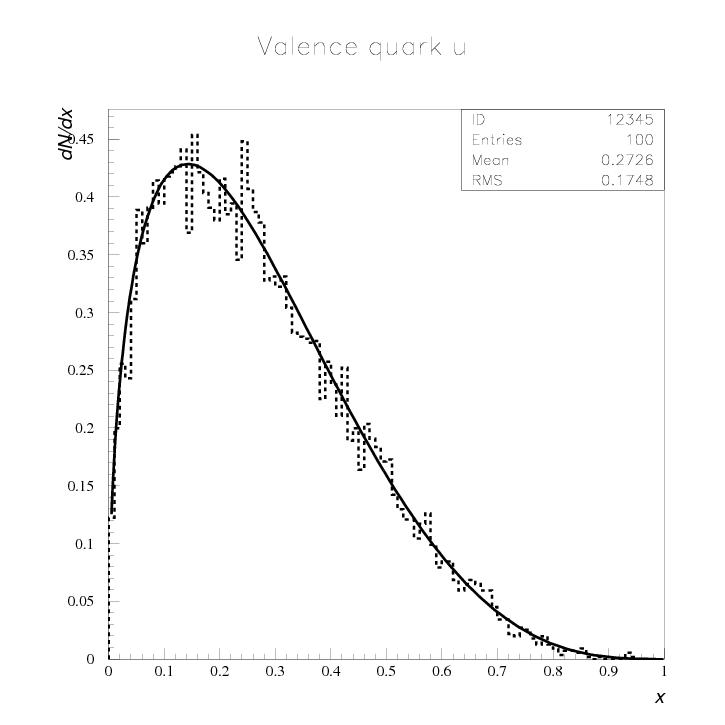 Valence quark u
dN/dx
ID 12345
Entries 100
Mean 0.2726
RMS 0.1748
0.45
0.4
0.35
0.3
0.25
0.2
0.15
0.1
0.05
0
0 0.1 0.2 0.3 0.4 0.5 0.6 0.7 0.8 0.9 1
x